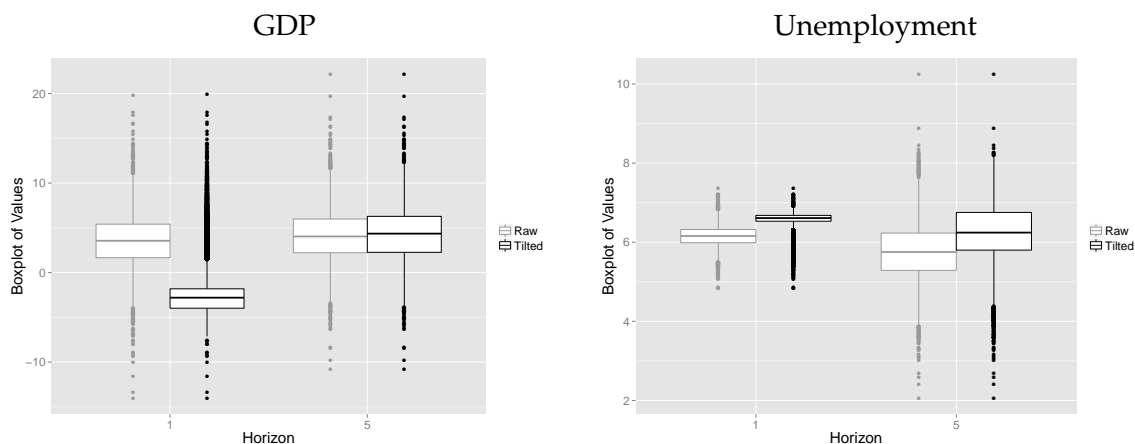 GDP
Boxplot of Values
20
10
0
−10
1
5
Horizon
Raw
Tilted
Unemployment
Boxplot of Values
10
8
6
4
2
1
5
Horizon
Raw
Tilted